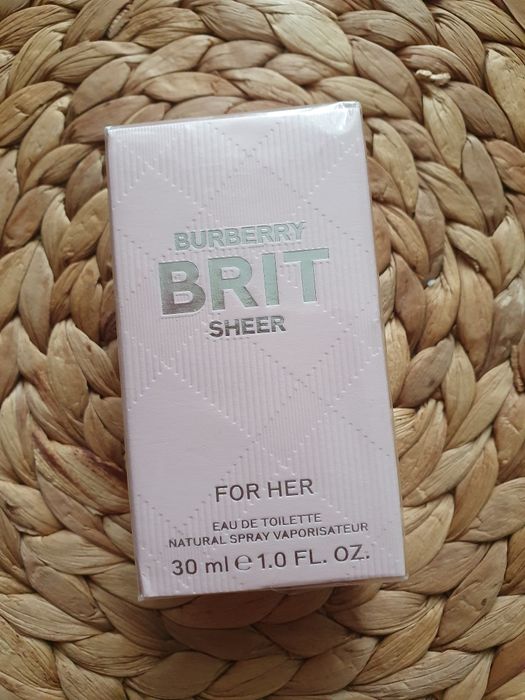 BURBERRY
BRIT
SHEER
FOR HER
EAU DE TOILETTE
NATURAL SPRAY VAPORISATEUR
30 ml ℮ 1.0 FL. OZ.